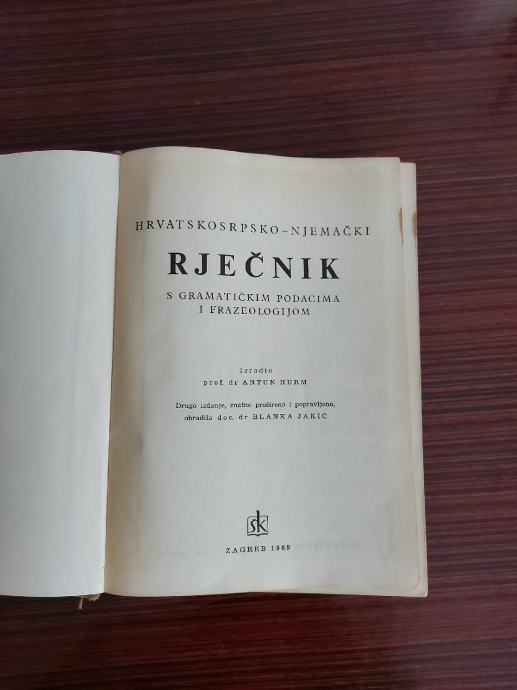 HRVATSKOSRPSKO–NJEMAČKI
RJEČNIK
S GRAMATIČKIM PODACIMA
I FRAZEOLOGIJOM
Izradio
prof. dr ANTUN HURM
Drugo izdanje, znatno prošireno i popravljeno,
obradila doc. dr BLANKA JAKIĆ
šk
ZAGREB 1969